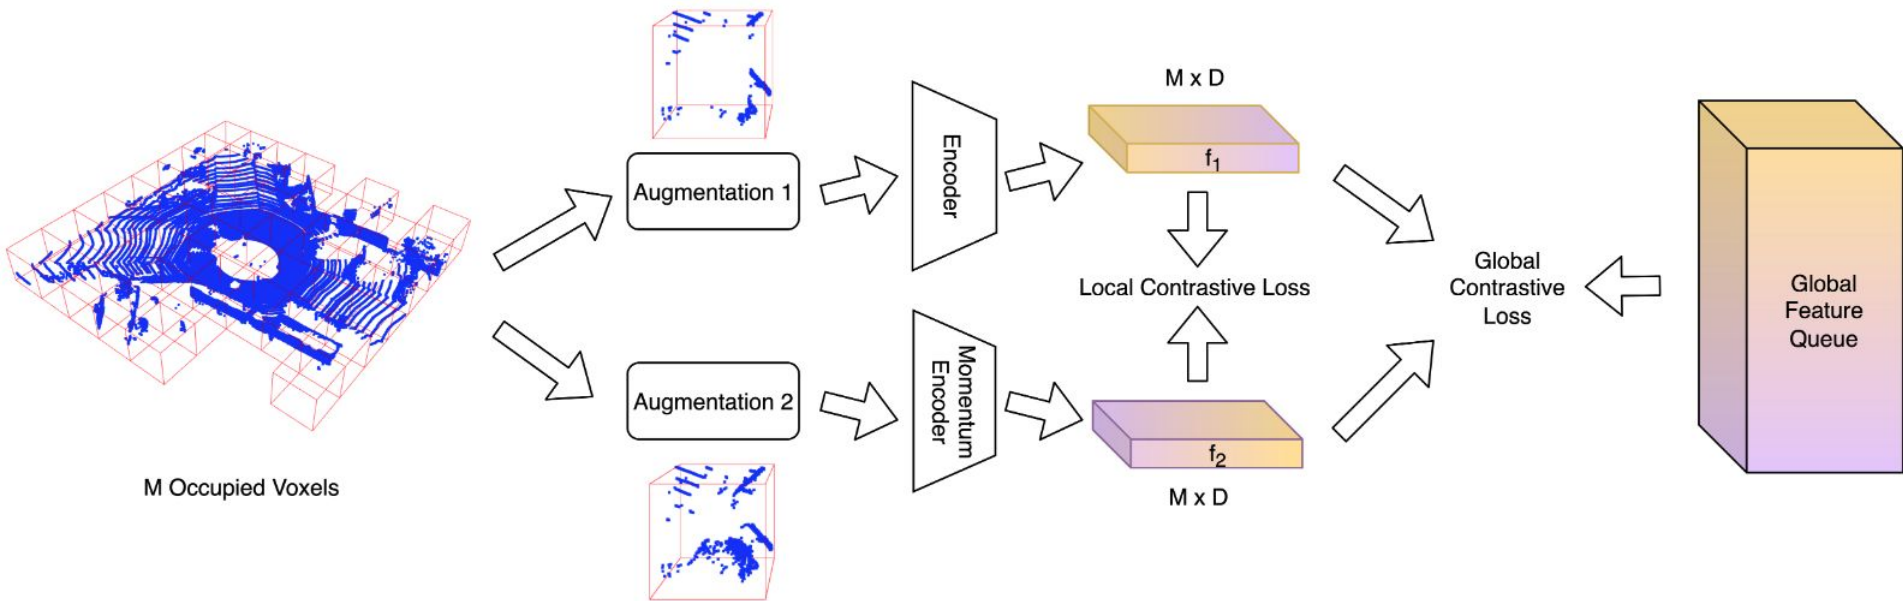 M Occupied Voxels
Augmentation 1
Augmentation 2
Encoder
Momentum
Encoder
M x D
f1
Local Contrastive Loss
f2
M x D
Global
Contrastive
Loss
Global
Feature
Queue